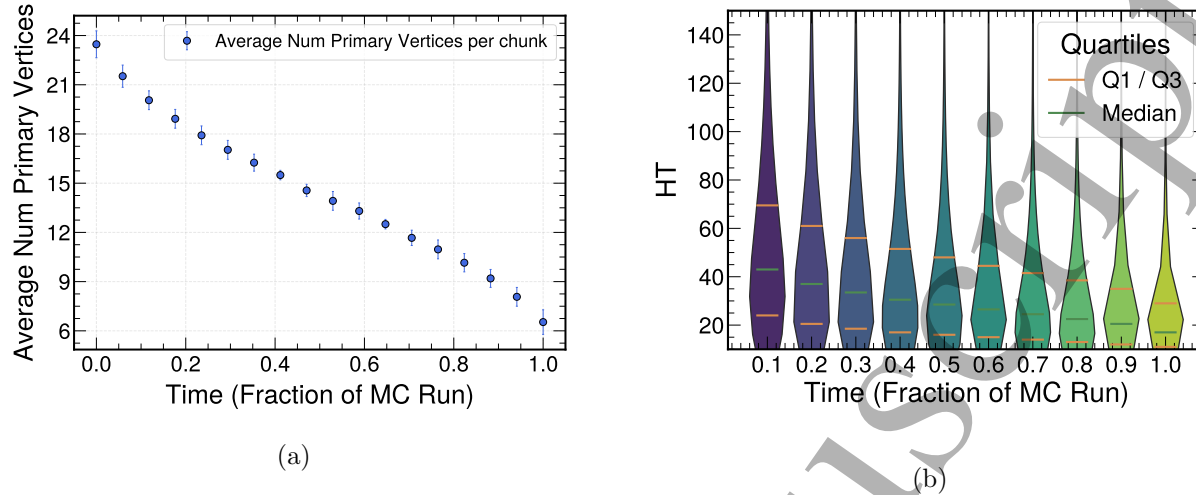 Average Num Primary Vertices
24
21
18
15
12
9
6
Average Num Primary Vertices per chunk
0.0 0.2 0.4 0.6 0.8 1.0
Time (Fraction of MC Run)
(a)
HT
140
120
100
80
60
40
20
Quartiles
Q1 / Q3
Median
0.1 0.2 0.3 0.4 0.5 0.6 0.7 0.8 0.9 1.0
Time (Fraction of MC Run)
(b)
uscrip